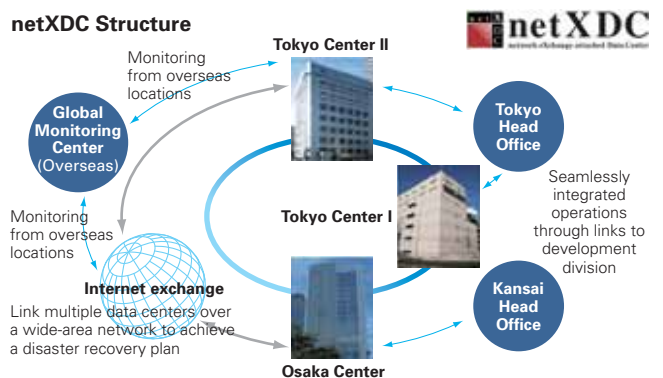 netXDC Structure
netXDC
network eXchange attached Data Center
Tokyo Center II
Monitoring
from overseas
locations
Global
Monitoring
Center
(Overseas)
Tokyo
Head
Office
Tokyo Center I
Seamlessly
integrated
operations
through links to
development
division
Monitoring
from overseas
locations
Internet exchange
Link multiple data centers over
a wide-area network to achieve
a disaster recovery plan
Kansai
Head
Office
Osaka Center